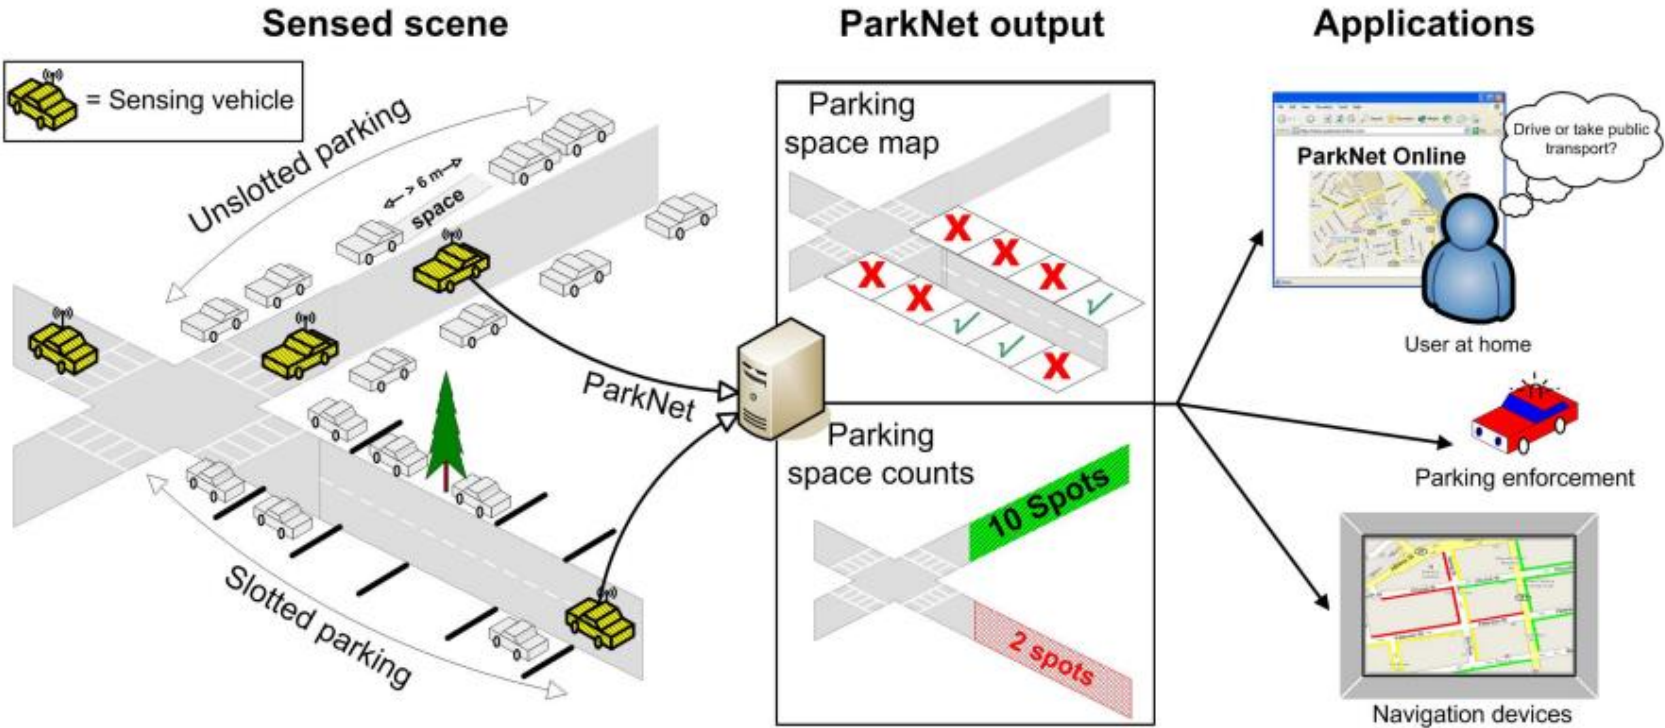 Sensed scene
ParkNet output
Applications
= Sensing vehicle
Unslotted parking
> 6 m
space
ParkNet
Slotted parking
Parking
space map
X
X
X
X
X
X
Parking
space counts
10 Spots
2 spots
ParkNet Online
Drive or take public
transport?
User at home
Parking enforcement
Navigation devices